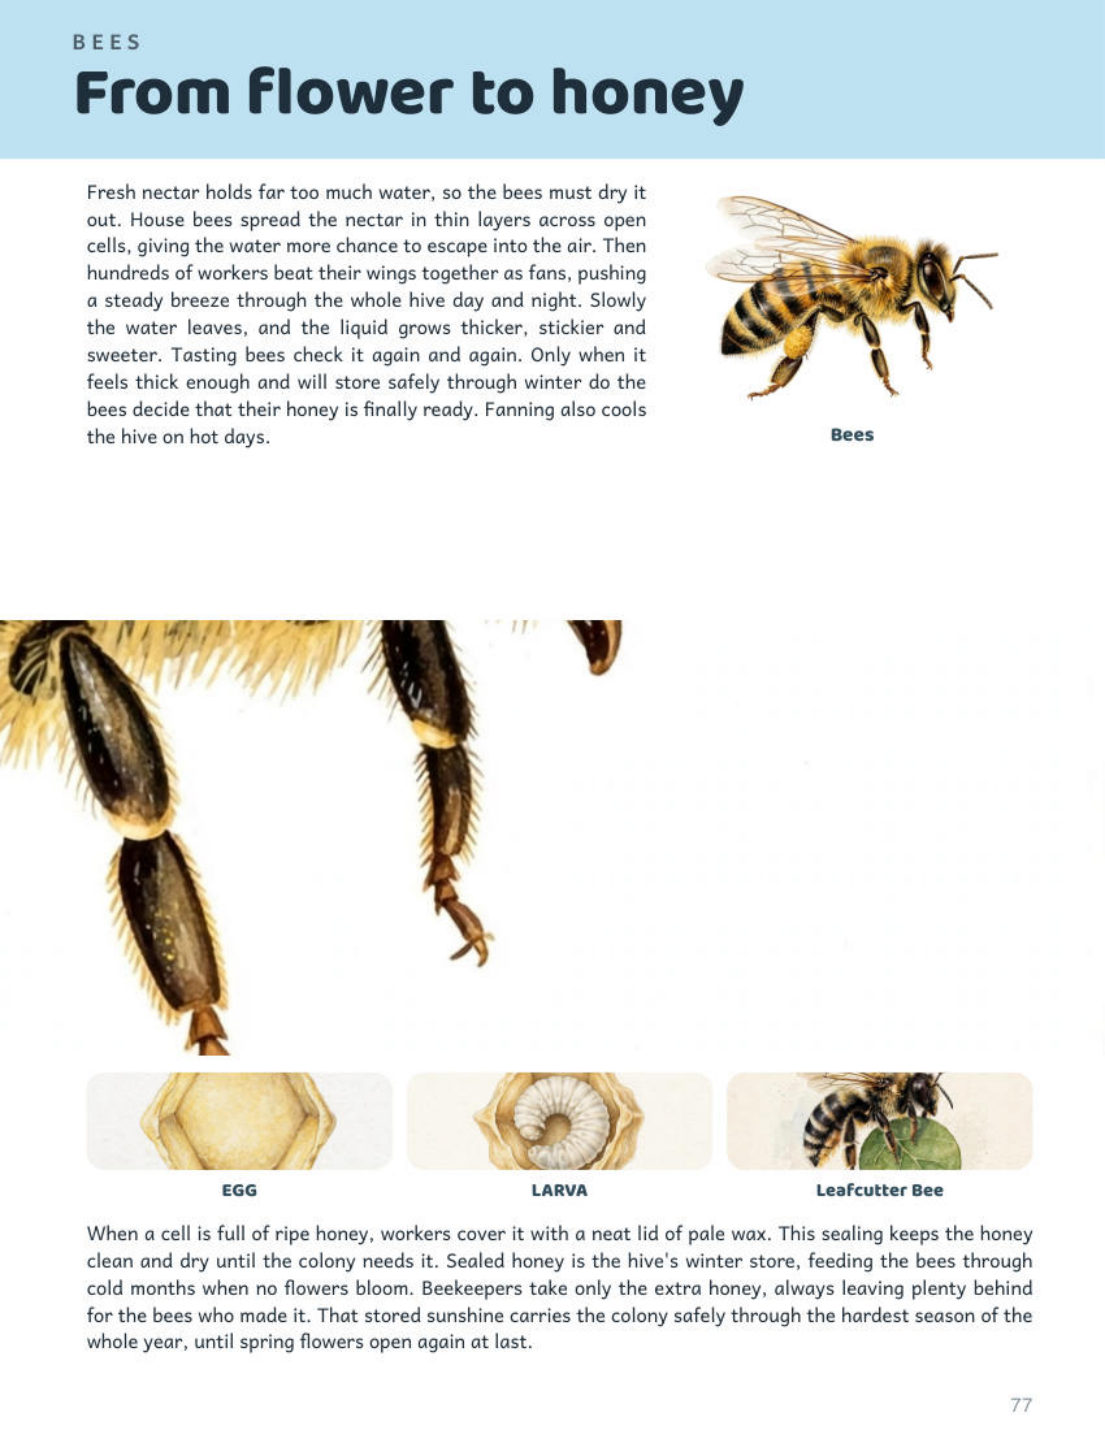 BEES
From flower to honey
Fresh nectar holds far too much water, so the bees must dry it
out. House bees spread the nectar in thin layers across open
cells, giving the water more chance to escape into the air. Then
hundreds of workers beat their wings together as fans, pushing
a steady breeze through the whole hive day and night. Slowly
the water leaves, and the liquid grows thicker, stickier and
sweeter. Tasting bees check it again and again. Only when it
feels thick enough and will store safely through winter do the
bees decide that their honey is finally ready. Fanning also cools
the hive on hot days.
Bees
EGG
LARVA
Leafcutter Bee
When a cell is full of ripe honey, workers cover it with a neat lid of pale wax. This sealing keeps the honey
clean and dry until the colony needs it. Sealed honey is the hive's winter store, feeding the bees through
cold months when no flowers bloom. Beekeepers take only the extra honey, always leaving plenty behind
for the bees who made it. That stored sunshine carries the colony safely through the hardest season of the
whole year, until spring flowers open again at last.
77